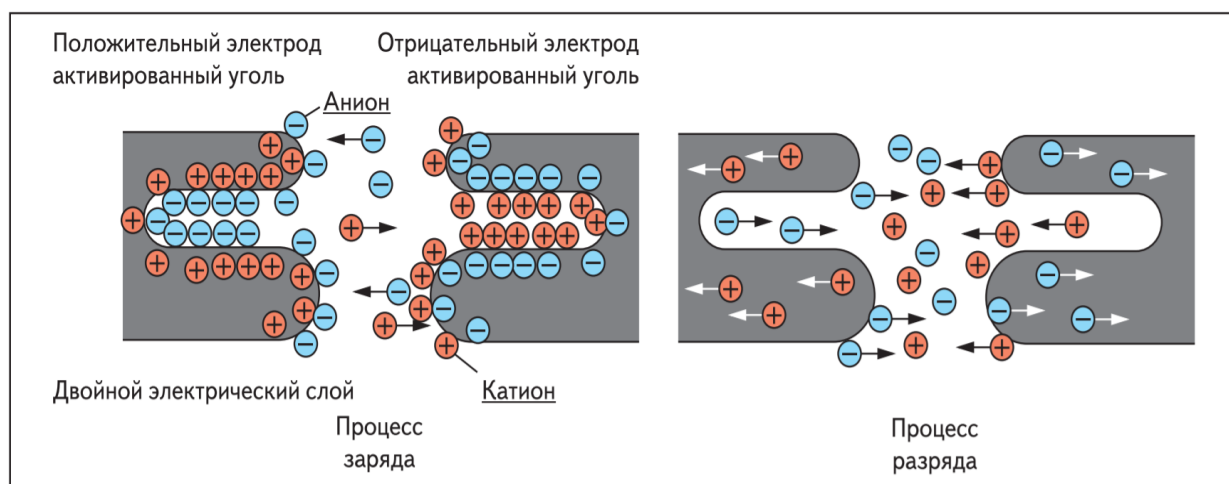 Положительный электрод
активированный уголь
Отрицательный электрод
активированный уголь
Анион
Двойной электрический слой
Катион
Процесс
заряда
Процесс
разряда